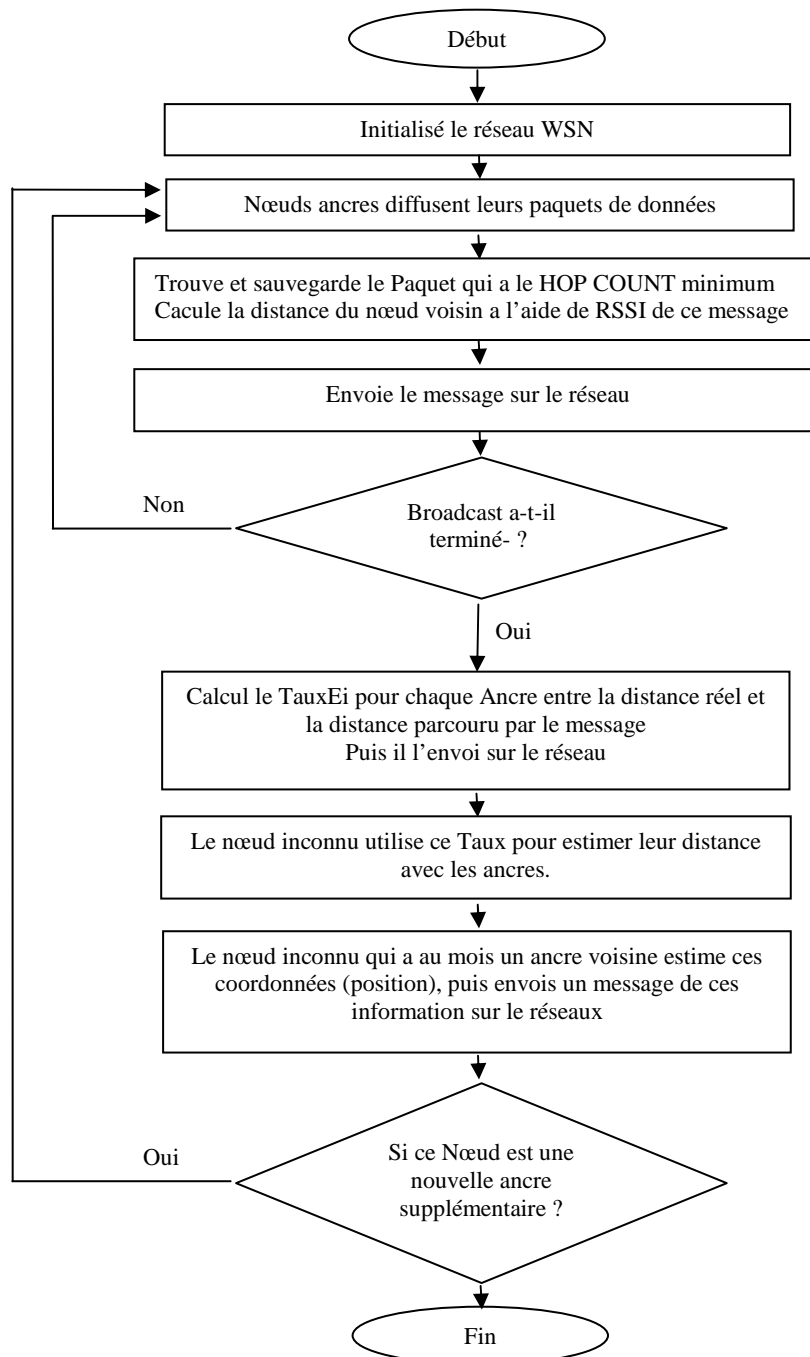 Début
Initialisé le réseau WSN
Nœuds ancres diffusent leurs paquets de données
Trouve et sauvegarde le Paquet qui a le HOP COUNT minimum
Cacule la distance du nœud voisin a l’aide de RSSI de ce message
Envoie le message sur le réseau
Non
Broadcast a-t-il
terminé- ?
Oui
Calcul le TauxEi pour chaque Ancre entre la distance réel et
la distance parcouru par le message
Puis il l’envoi sur le réseau
Le nœud inconnu utilise ce Taux pour estimer leur distance
avec les ancres.
Le nœud inconnu qui a au mois un ancre voisine estime ces
coordonnées (position), puis envois un message de ces
information sur le réseaux
Oui
Si ce Nœud est une
nouvelle ancre
supplémentaire ?
Fin